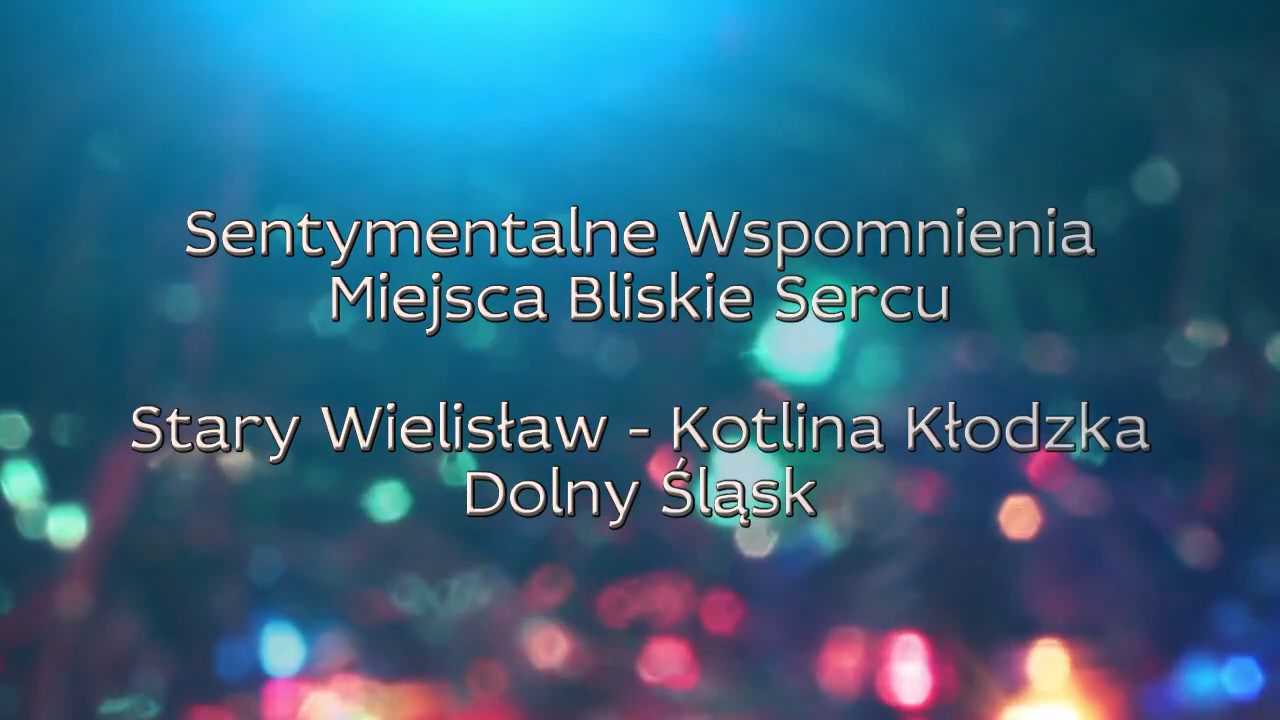 Sentymentalne Wspomnienia
Miejsca Bliskie Sercu
Stary Wielisław - Kotlina Kłodzka
Dolny Śląsk